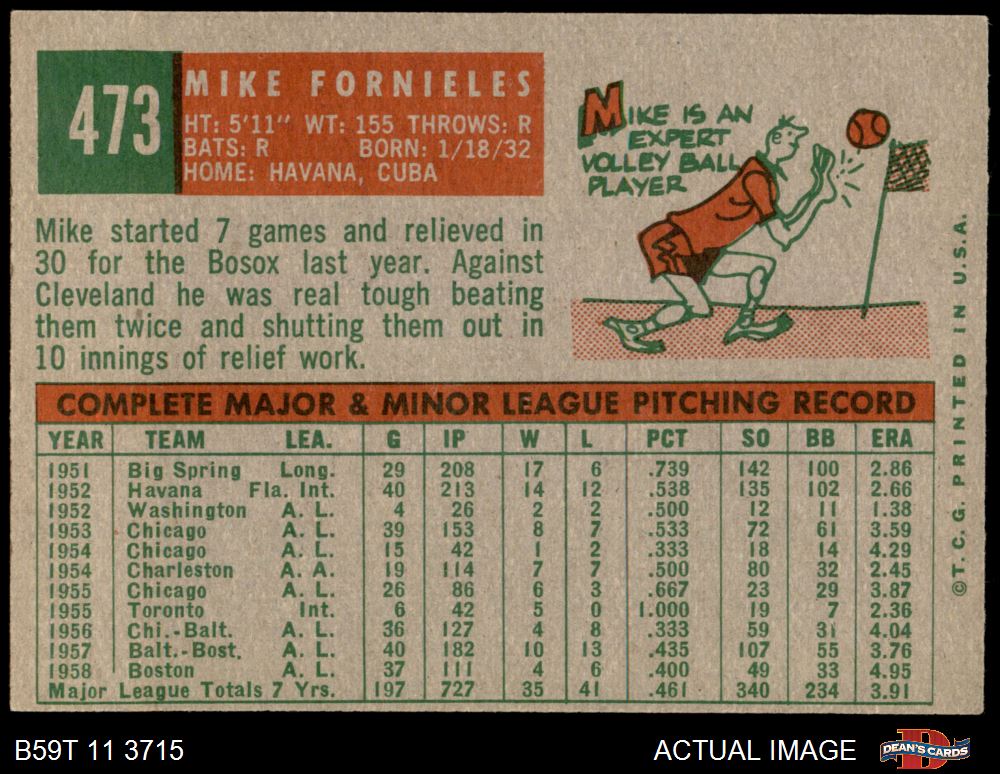 473
MIKE FORNIELES
HT: 5'11" WT: 155 THROWS: R
BATS: R BORN: 1/18/32
HOME: HAVANA, CUBA
MIKE IS AN
EXPERT
VOLLEY BALL
PLAYER
Mike started 7 games and relieved in
30 for the Bosox last year. Against
Cleveland he was real tough beating
them twice and shutting them out in
10 innings of relief work.
COMPLETE MAJOR & MINOR LEAGUE PITCHING RECORD
YEAR TEAM LEA. G IP W L PCT SO BB ERA
1951 Big Spring Long. 29 208 17 6 .739 142 100 2.86
1952 Havana Fla. Int. 40 213 14 12 .538 135 102 2.66
1952 Washington A. L. 4 26 2 2 .500 12 11 1.38
1953 Chicago A. L. 39 153 8 7 .533 72 61 3.59
1954 Chicago A. L. 15 42 1 2 .333 18 14 4.29
1954 Charleston A. A. 19 114 7 7 .500 80 32 2.45
1955 Chicago A. L. 26 86 6 3 .667 23 29 3.87
1955 Toronto Int. 6 42 5 0 1.000 19 7 2.36
1956 Chi.-Balt. A. L. 36 127 4 8 .333 59 31 4.04
1957 Balt.-Bost. A. L. 40 182 10 13 .435 107 55 3.76
1958 Boston A. L. 37 111 4 6 .400 49 33 4.95
Major League Totals 7 Yrs. 197 727 35 41 .461 340 234 3.91
©T. C. G. PRINTED IN U.S.A.
B59T 11 3715
ACTUAL IMAGE
DEAN'S CARDS